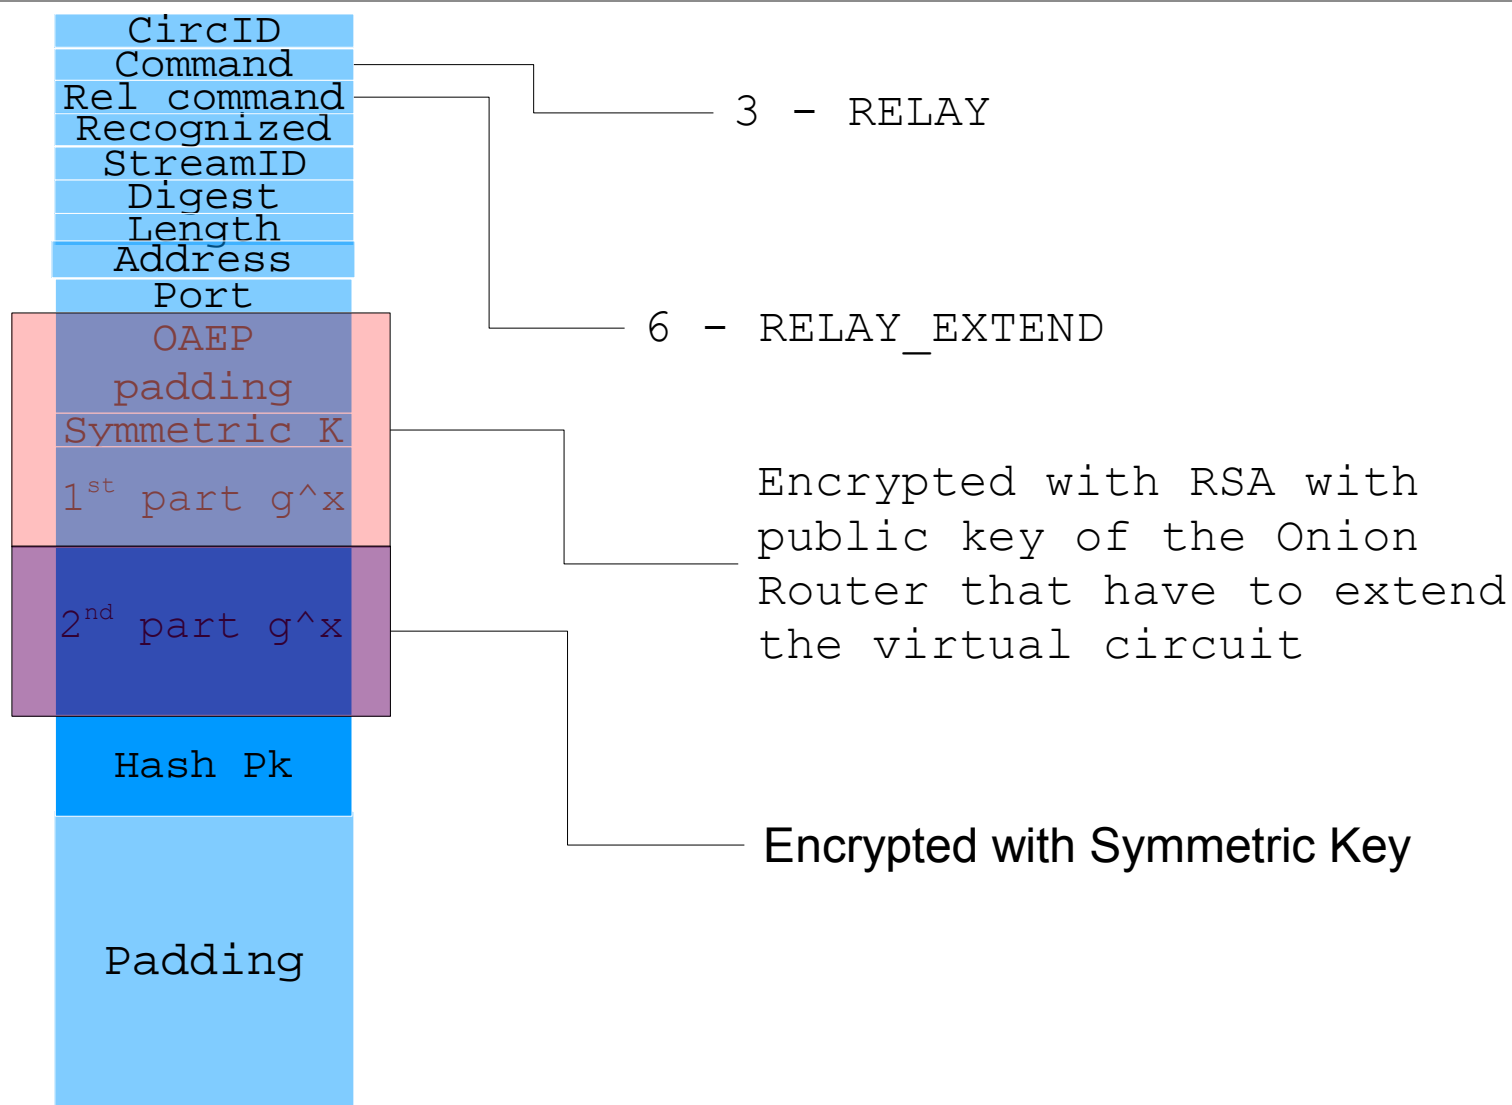 CircID
Command
Rel command
Recognized
StreamID
Digest
Length
Address
Port
OAEP
padding
Symmetric K
1st part g^x
2nd part g^x
Hash Pk
Padding
3 - RELAY
6 - RELAY_EXTEND
Encrypted with RSA with
public key of the Onion
Router that have to extend
the virtual circuit
Encrypted with Symmetric Key